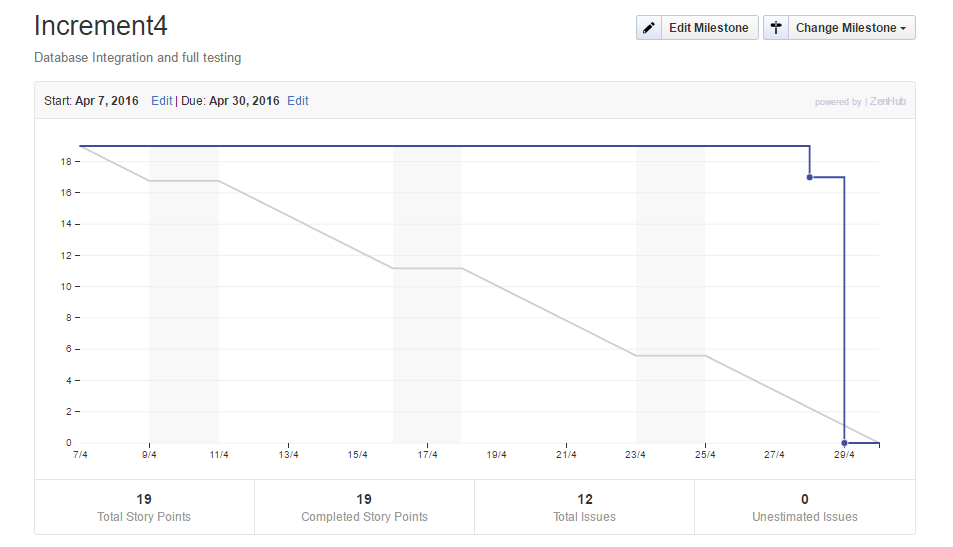 Increment4
Edit Milestone
Change Milestone
Database Integration and full testing
Start: Apr 7, 2016 Edit | Due: Apr 30, 2016 Edit
powered by | ZenHub
18
16
14
12
10
8
6
4
2
0
7/4 9/4 11/4 13/4 15/4 17/4 19/4 21/4 23/4 25/4 27/4 29/4
19 19 12 0
Total Story Points Completed Story Points Total Issues Unestimated Issues